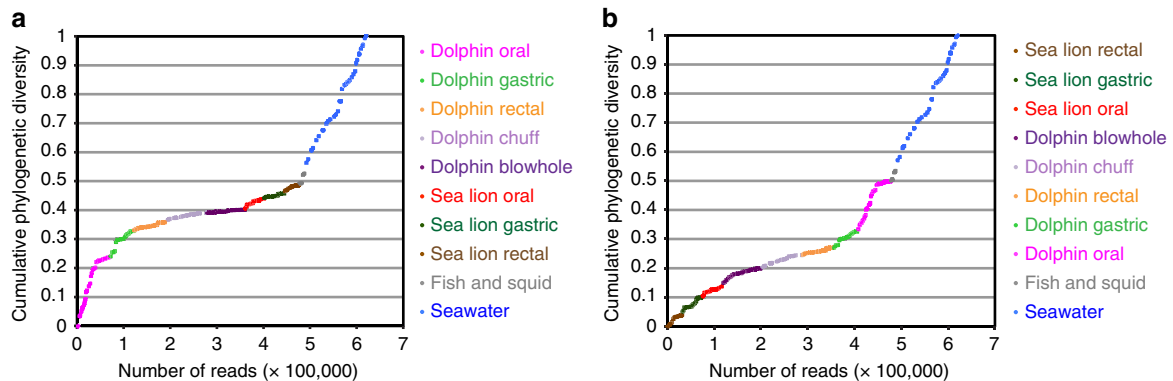 a
Cumulative phylogenetic diversity
1
0.9
0.8
0.7
0.6
0.5
0.4
0.3
0.2
0.1
0
0 1 2 3 4 5 6 7
Number of reads (× 100,000)
Dolphin oral
Dolphin gastric
Dolphin rectal
Dolphin chuff
Dolphin blowhole
Sea lion oral
Sea lion gastric
Sea lion rectal
Fish and squid
Seawater
b
Cumulative phylogenetic diversity
1
0.9
0.8
0.7
0.6
0.5
0.4
0.3
0.2
0.1
0
0 1 2 3 4 5 6 7
Number of reads (× 100,000)
Sea lion rectal
Sea lion gastric
Sea lion oral
Dolphin blowhole
Dolphin chuff
Dolphin rectal
Dolphin gastric
Dolphin oral
Fish and squid
Seawater